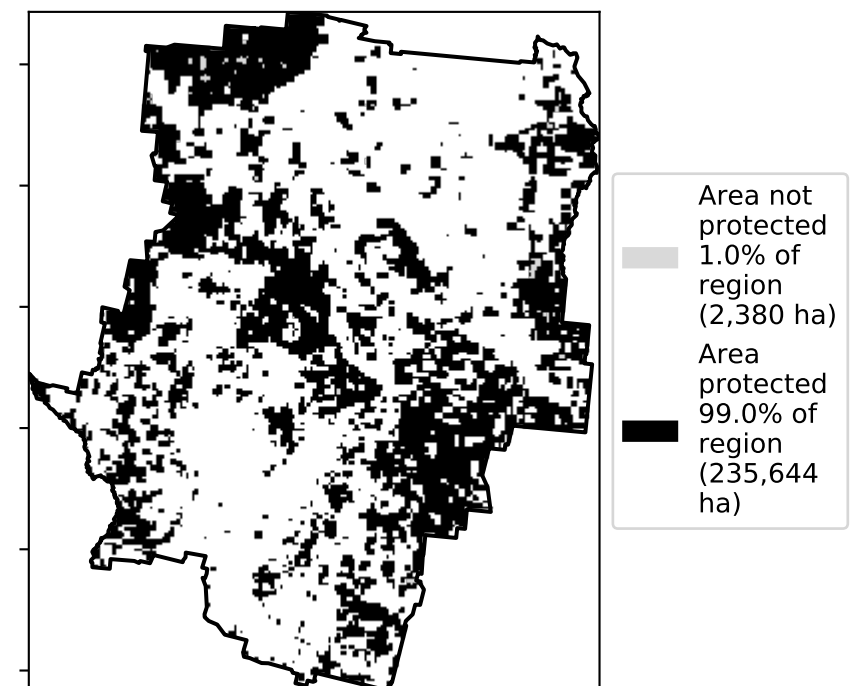 Area not
protected
1.0% of
region
(2,380 ha)
Area
protected
99.0% of
region
(235,644
ha)